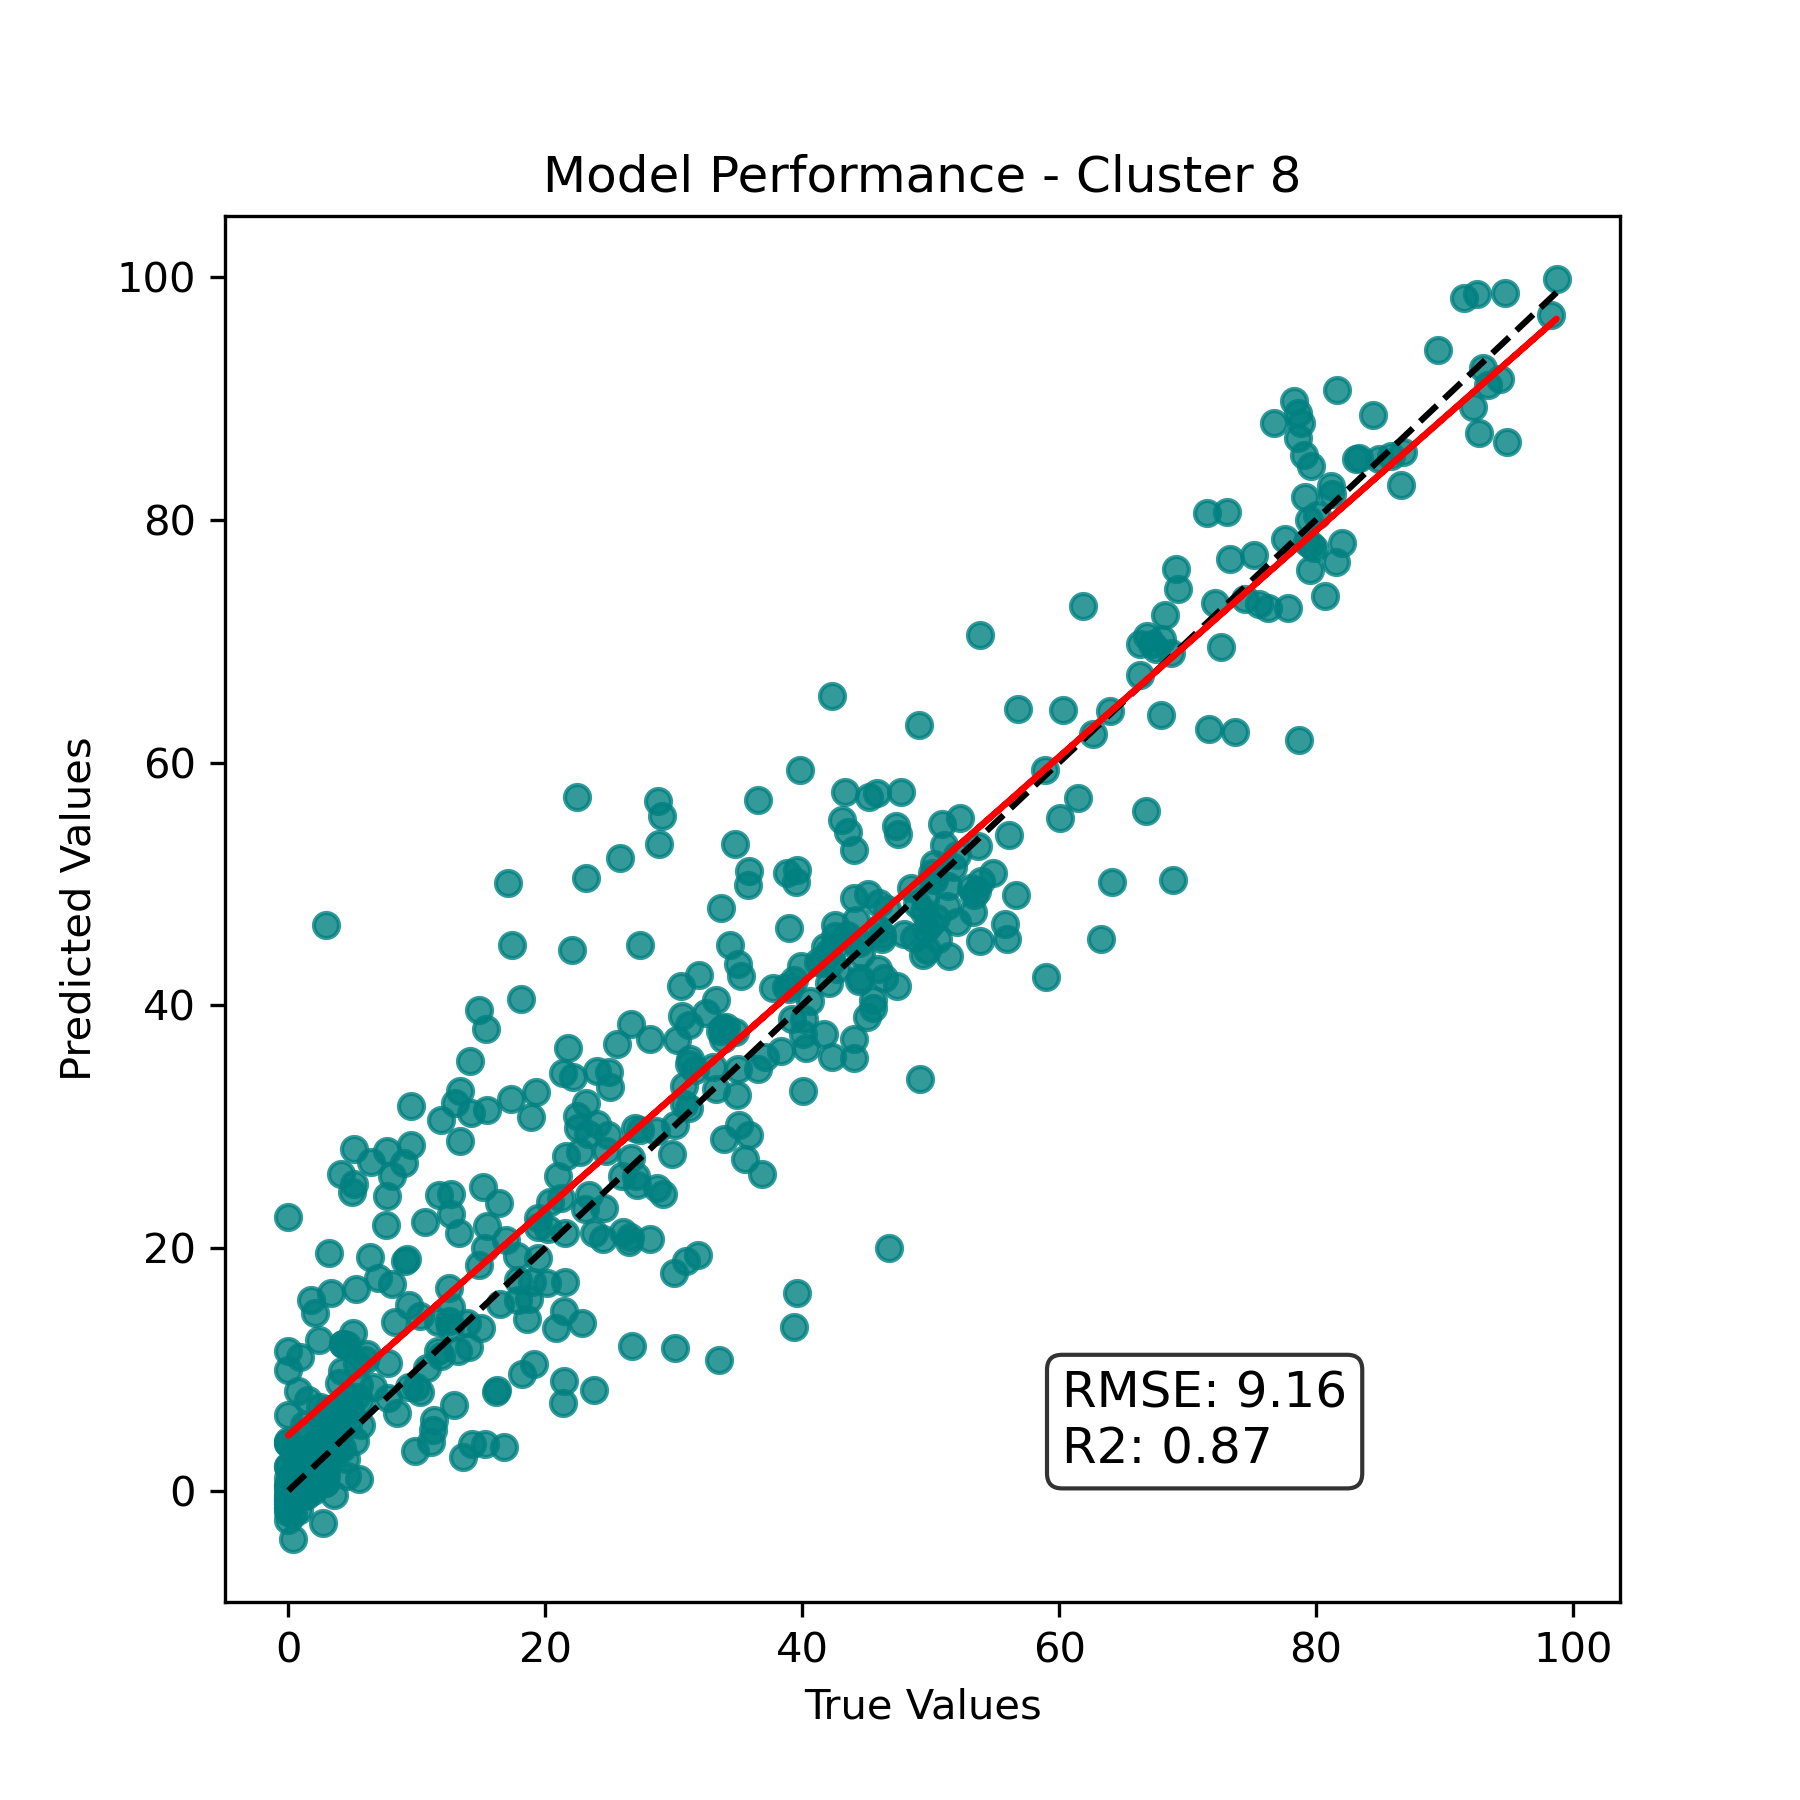 Model Performance - Cluster 8
100
80
60
40
20
0
Predicted Values
RMSE: 9.16
R2: 0.87
0 20 40 60 80 100
True Values